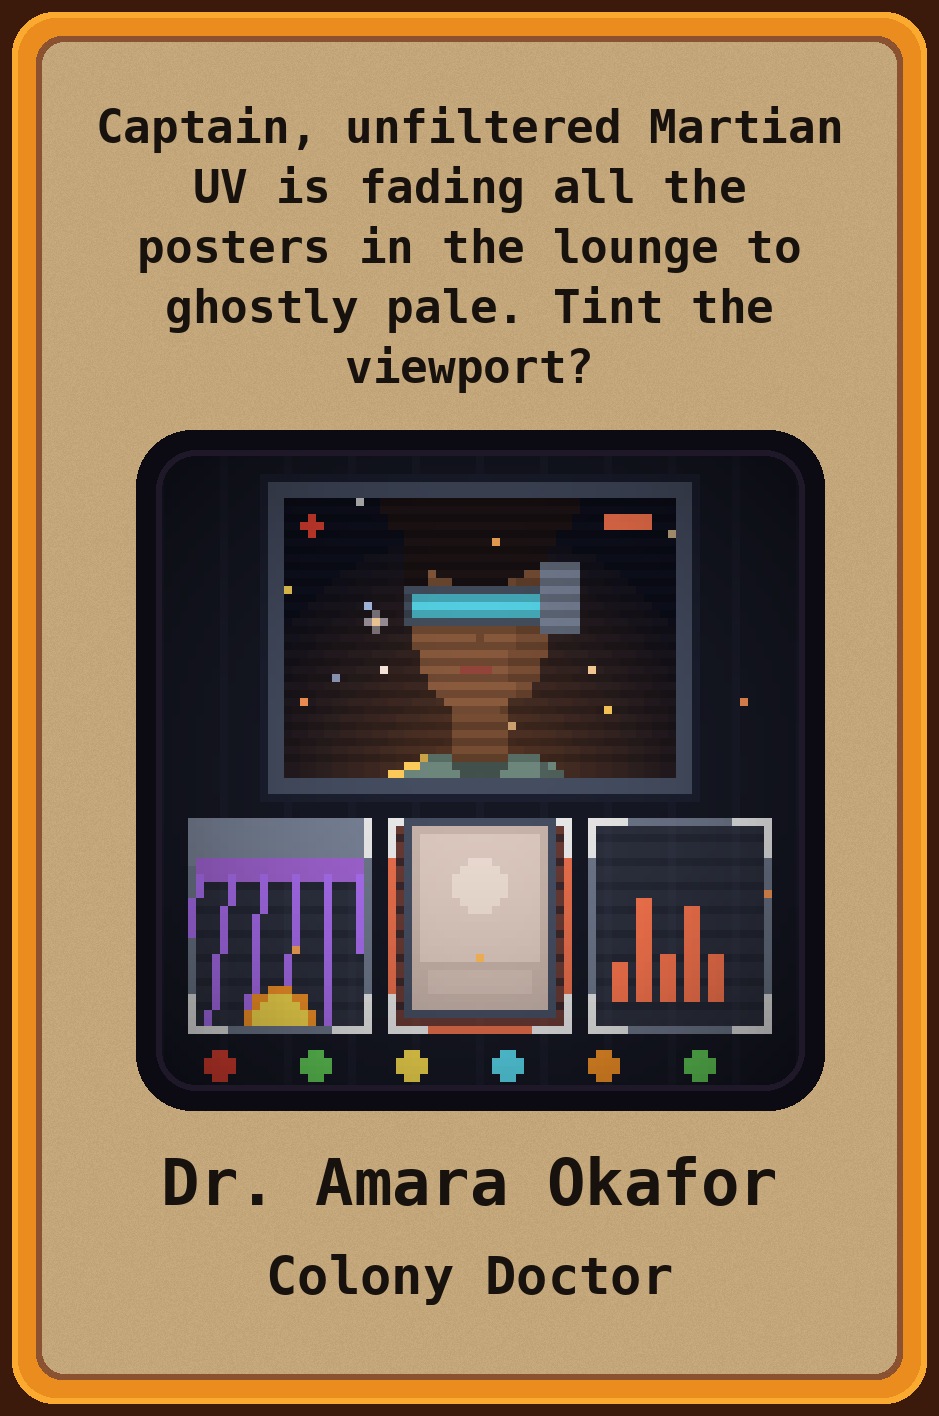 Captain, unfiltered Martian
UV is fading all the
posters in the lounge to
ghostly pale. Tint the
viewport?
Dr. Amara Okafor
Colony Doctor